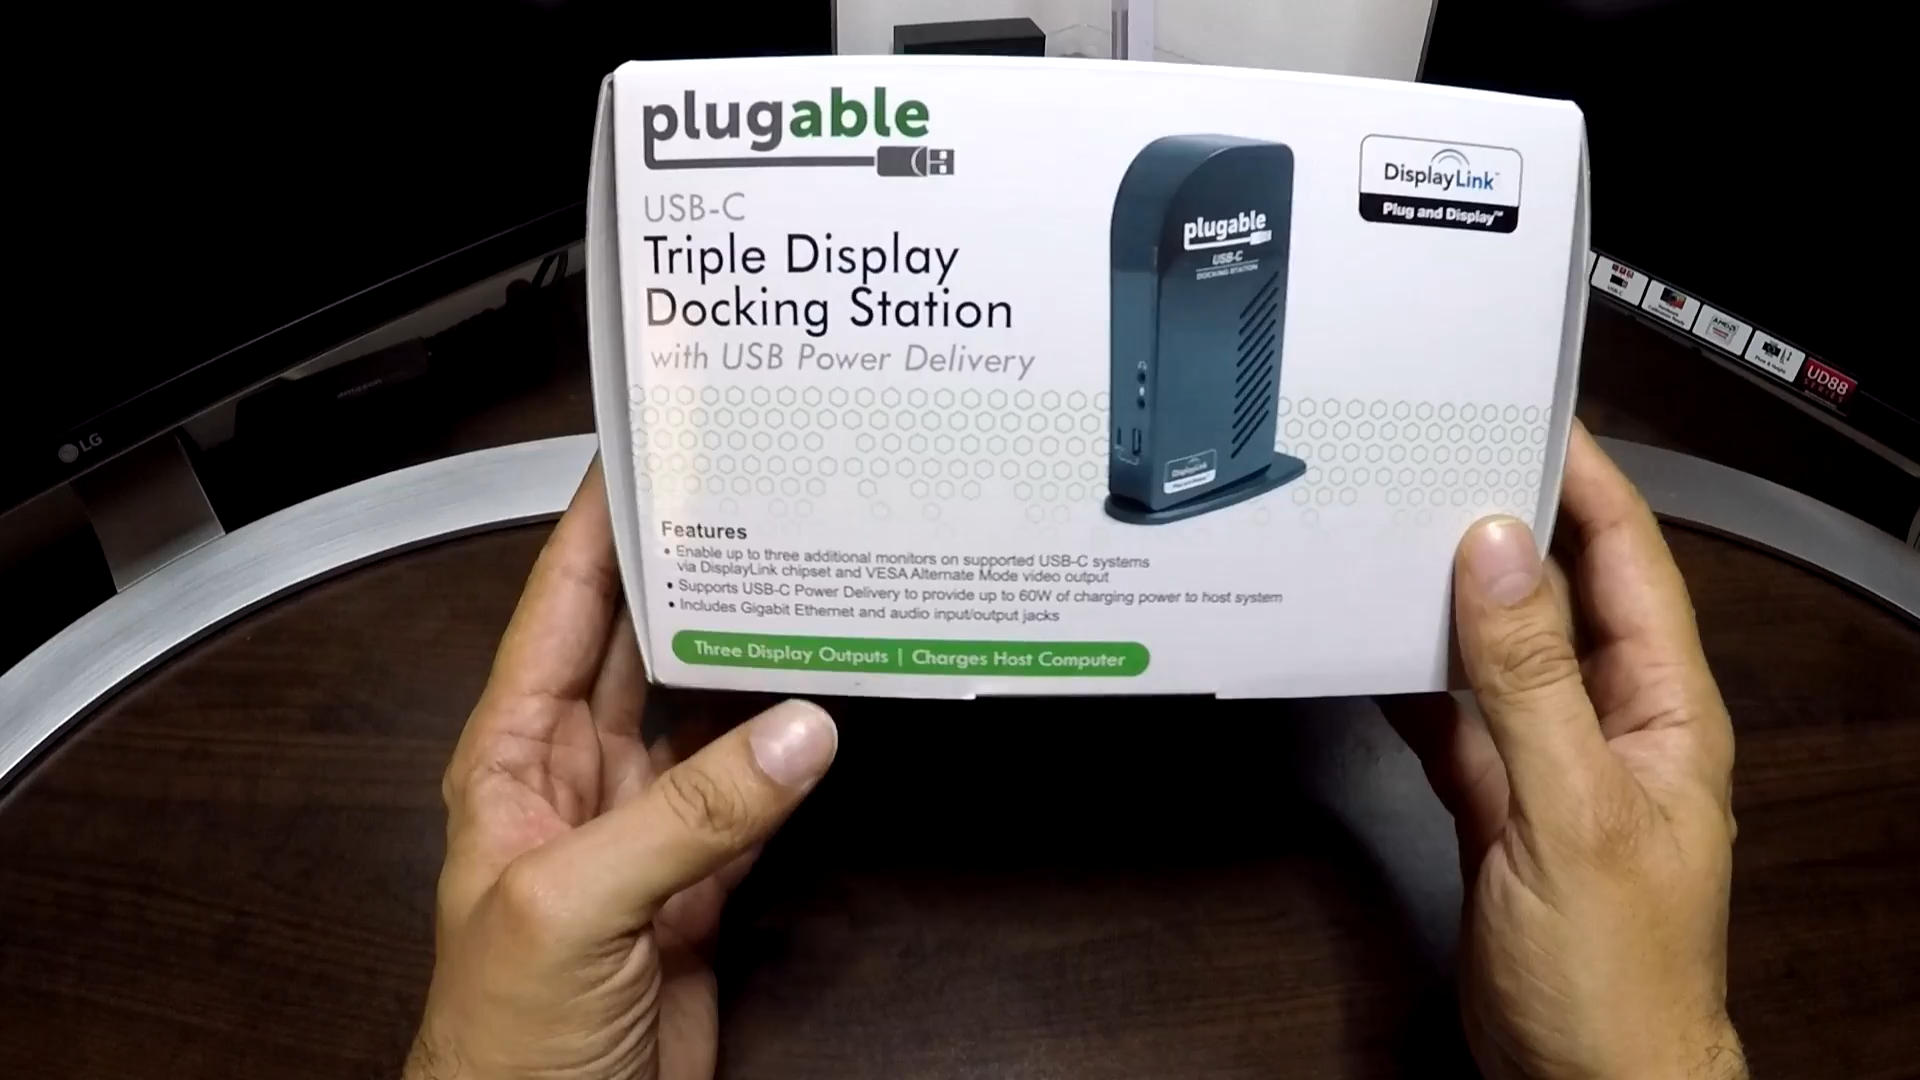 plugable
USB-C
Triple Display
Docking Station
with USB Power Delivery
Features
• Enable up to three additional monitors on supported USB-C systems
via DisplayLink chipset and VESA Alternate Mode video output
• Supports USB-C Power Delivery to provide up to 60W of charging power to host system
• Includes Gigabit Ethernet and audio input/output jacks
Three Display Outputs | Charges Host Computer
plugable
USB-C
DOCKING STATION
DisplayLink
DisplayLink™
Plug and Display™
LG
UD88
SERIES